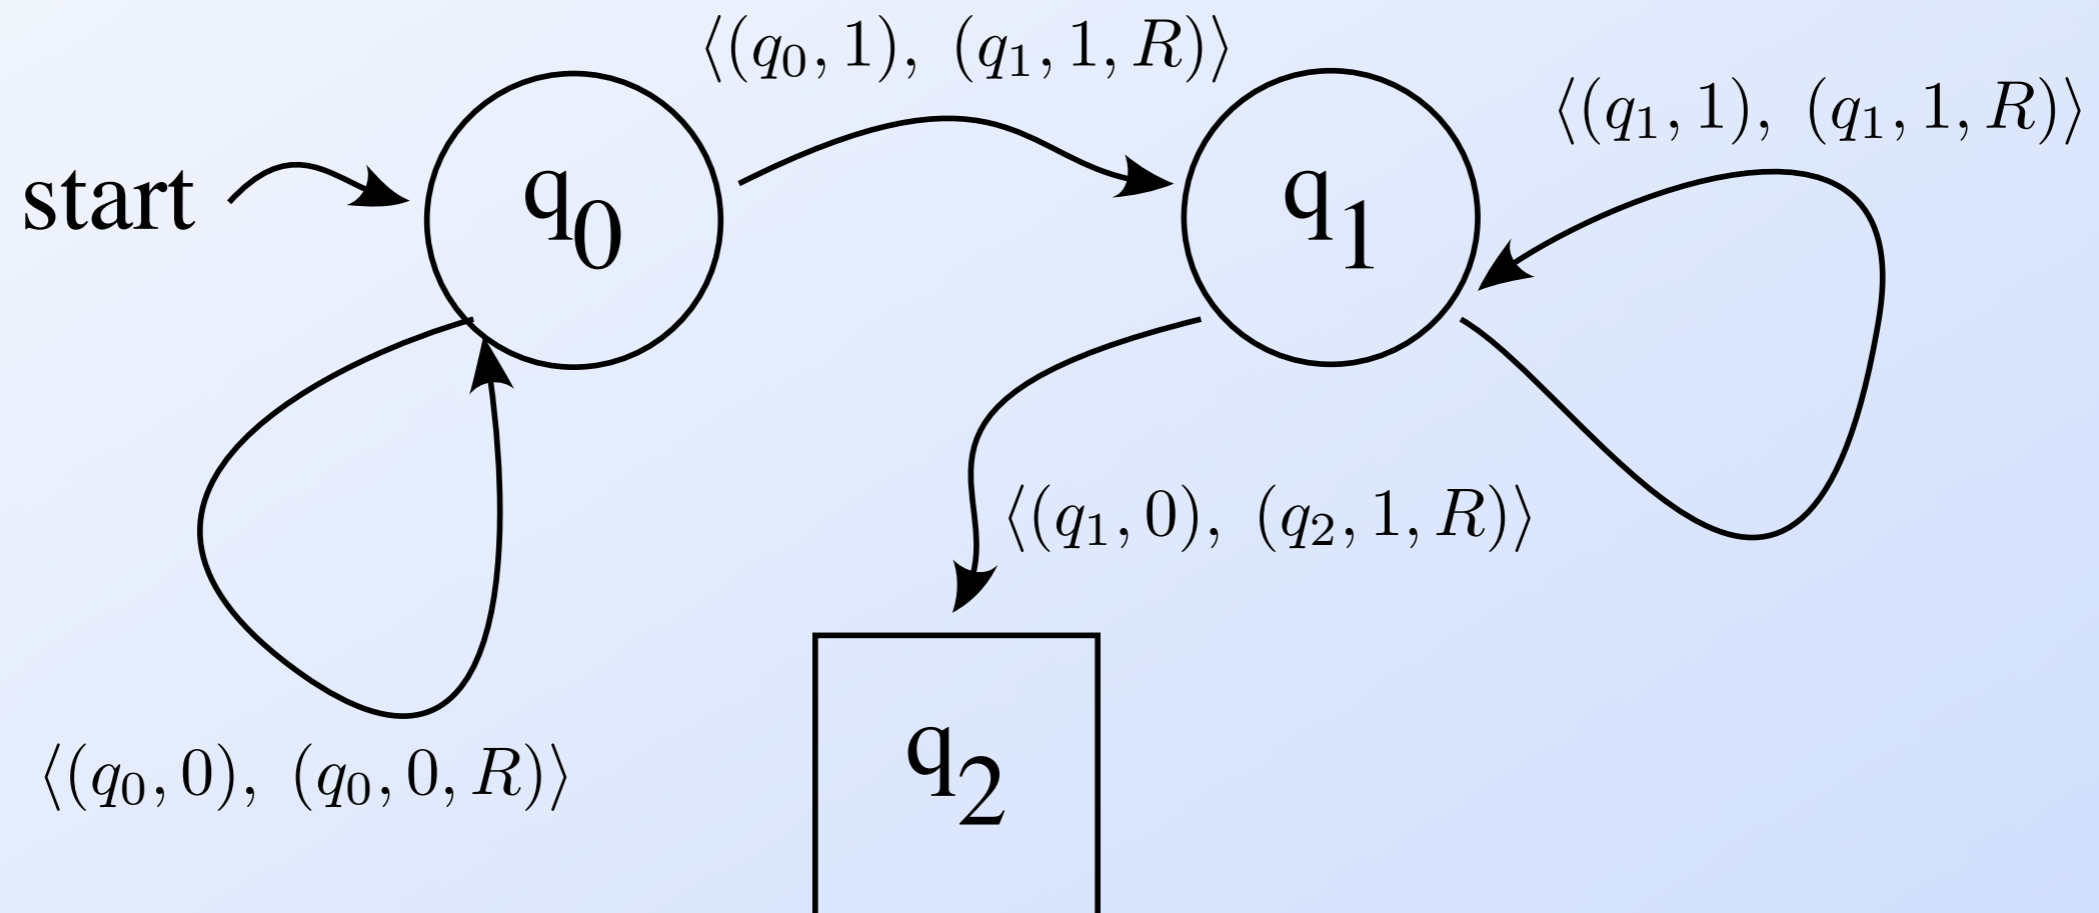 ⟨(q₀, 1), (q₁, 1, R)⟩
⟨(q₁, 1), (q₁, 1, R)⟩
start
q₀
q₁
⟨(q₁, 0), (q₂, 1, R)⟩
⟨(q₀, 0), (q₀, 0, R)⟩
q₂